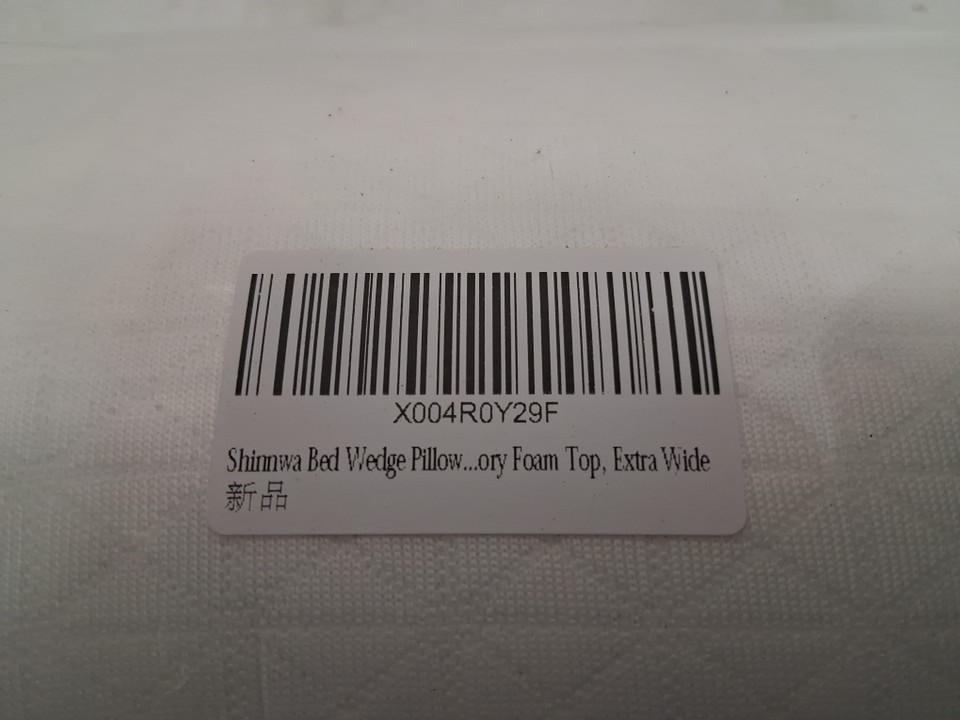 X004R0Y29F
Shinnwa Bed Wedge Pillow...ory Foam Top, Extra Wide
新品